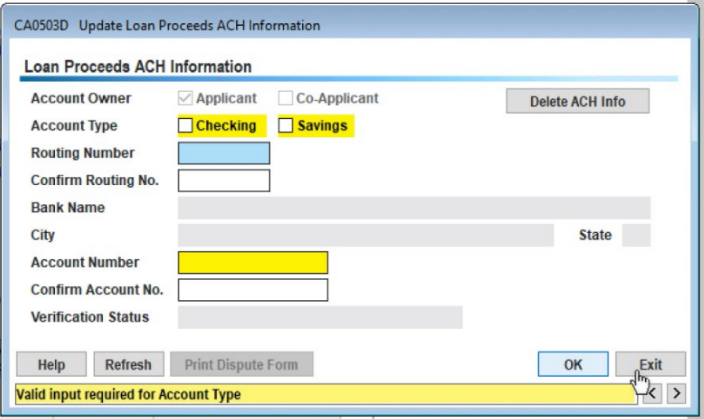 CA0503D Update Loan Proceeds ACH Information
Loan Proceeds ACH Information
Account Owner Applicant Co-Applicant Delete ACH Info
Account Type Checking Savings
Routing Number
Confirm Routing No.
Bank Name
City State
Account Number
Confirm Account No.
Verification Status
Help Refresh Print Dispute Form OK Exit
Valid input required for Account Type < >